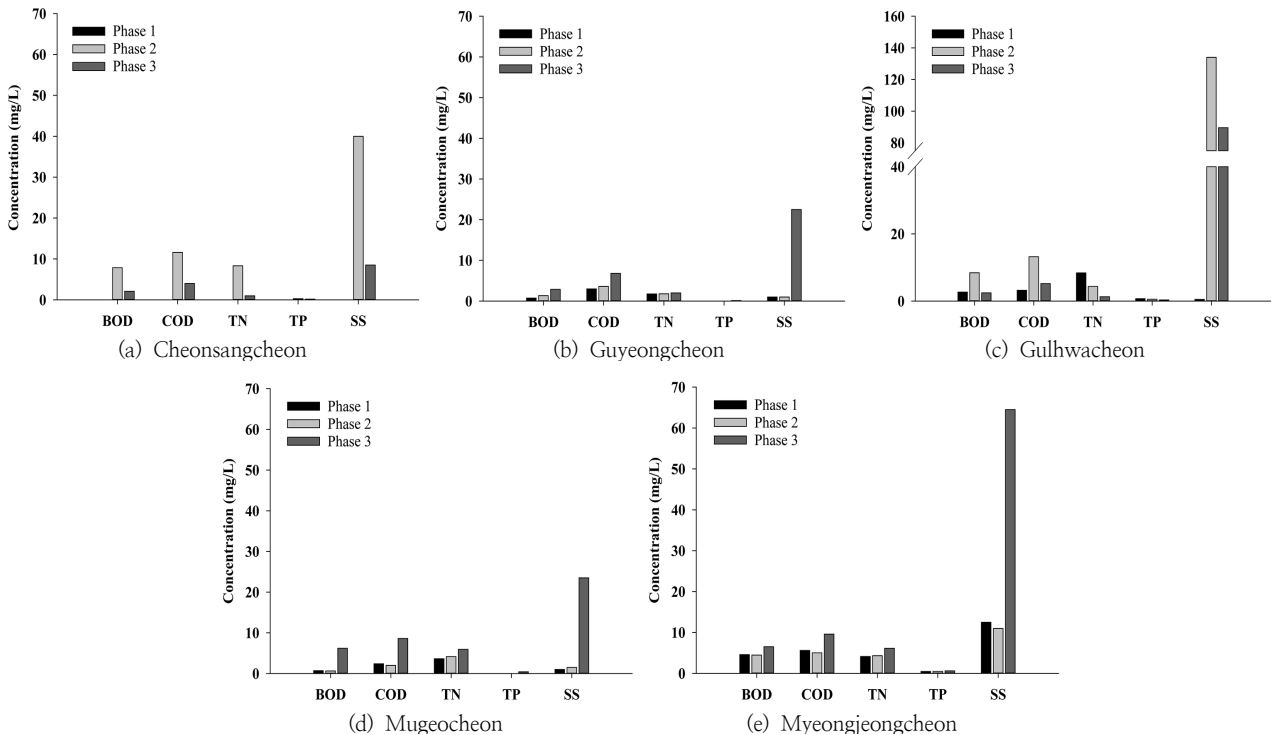 Concentration (mg/L)
70
60
50
40
30
20
10
0
Phase 1
Phase 2
Phase 3
BOD COD TN TP SS
(a) Cheonsangcheon
Concentration (mg/L)
70
60
50
40
30
20
10
0
Phase 1
Phase 2
Phase 3
BOD COD TN TP SS
(b) Guyeongcheon
Concentration (mg/L)
160
140
120
100
80
40
20
0
Phase 1
Phase 2
Phase 3
BOD COD TN TP SS
(c) Gulhwacheon
Concentration (mg/L)
70
60
50
40
30
20
10
0
Phase 1
Phase 2
Phase 3
BOD COD TN TP SS
(d) Mugeocheon
Concentration (mg/L)
70
60
50
40
30
20
10
0
Phase 1
Phase 2
Phase 3
BOD COD TN TP SS
(e) Myeongjeongcheon